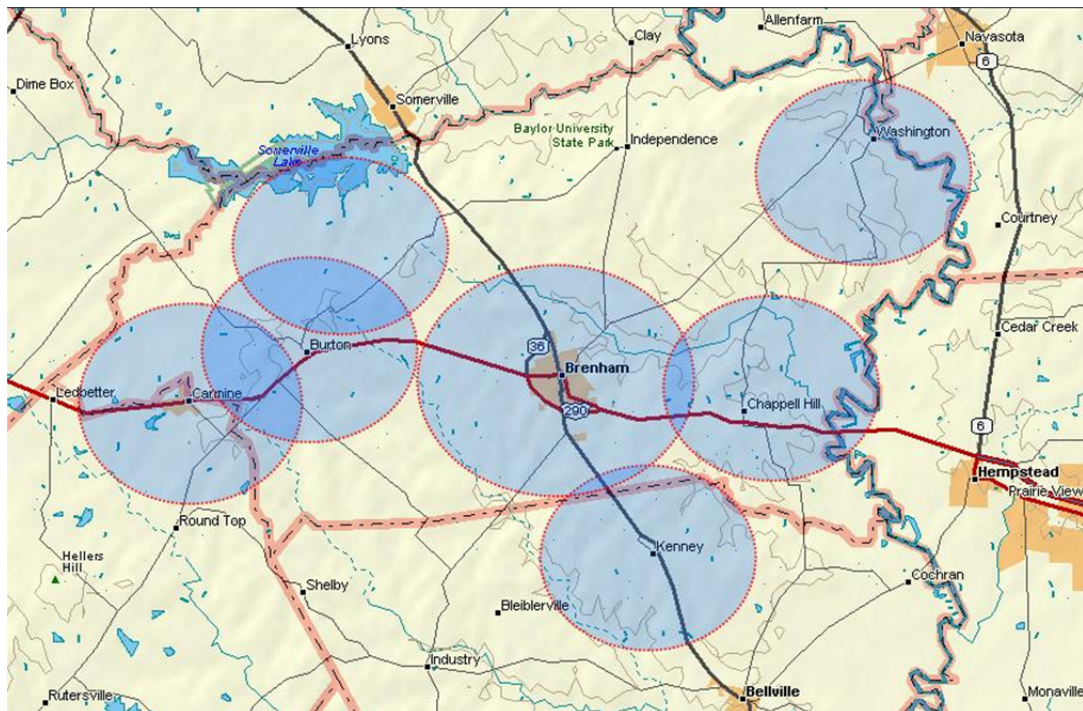 Allenfarm
Lyons
Clay
Navasota
6
Dime Box
Somerville
Baylor University
State Park
Independence
Washington
Somerville
Lake
Courtney
Cedar Creek
36
Burton
Brenham
Ledbetter
Carmine
290
Chappell Hill
6
Hempstead
Prairie View
Round Top
Kenney
Hellers
Hill
Shelby
Cochran
Bleiblerville
Industry
Rutersville
Bellville
Monaville